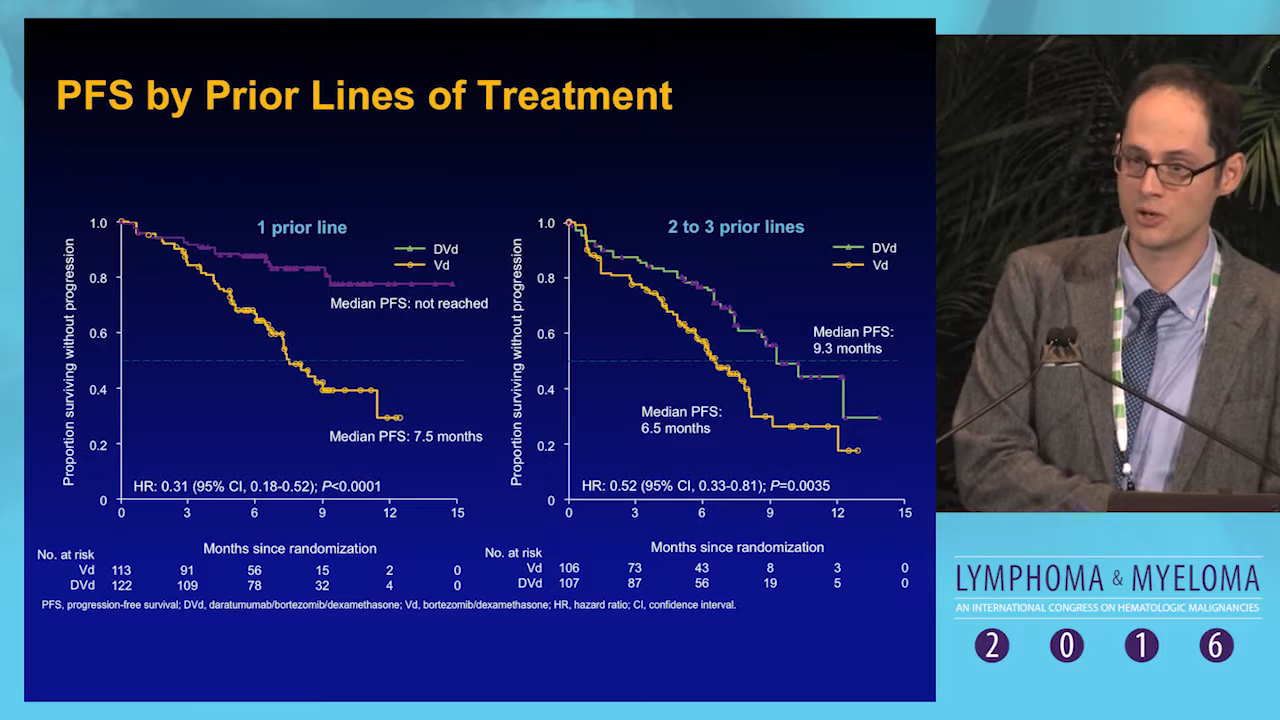 PFS by Prior Lines of Treatment
Proportion surviving without progression
1.0
0.8
0.6
0.4
0.2
0
1 prior line
DVd
Vd
Median PFS: not reached
Median PFS: 7.5 months
HR: 0.31 (95% CI, 0.18-0.52); P<0.0001
0 3 6 9 12 15
Months since randomization
No. at risk
Vd 113 91 56 15 2 0
DVd 122 109 78 32 4 0
Proportion surviving without progression
1.0
0.8
0.6
0.4
0.2
0
2 to 3 prior lines
DVd
Vd
Median PFS:
9.3 months
Median PFS:
6.5 months
HR: 0.52 (95% CI, 0.33-0.81); P=0.0035
0 3 6 9 12 15
Months since randomization
No. at risk
Vd 106 73 43 8 3 0
DVd 107 87 56 19 5 0
PFS, progression-free survival; DVd, daratumumab/bortezomib/dexamethasone; Vd, bortezomib/dexamethasone; HR, hazard ratio; CI, confidence interval.
LYMPHOMA & MYELOMA
AN INTERNATIONAL CONGRESS ON HEMATOLOGIC MALIGNANCIES
2 0 1 6